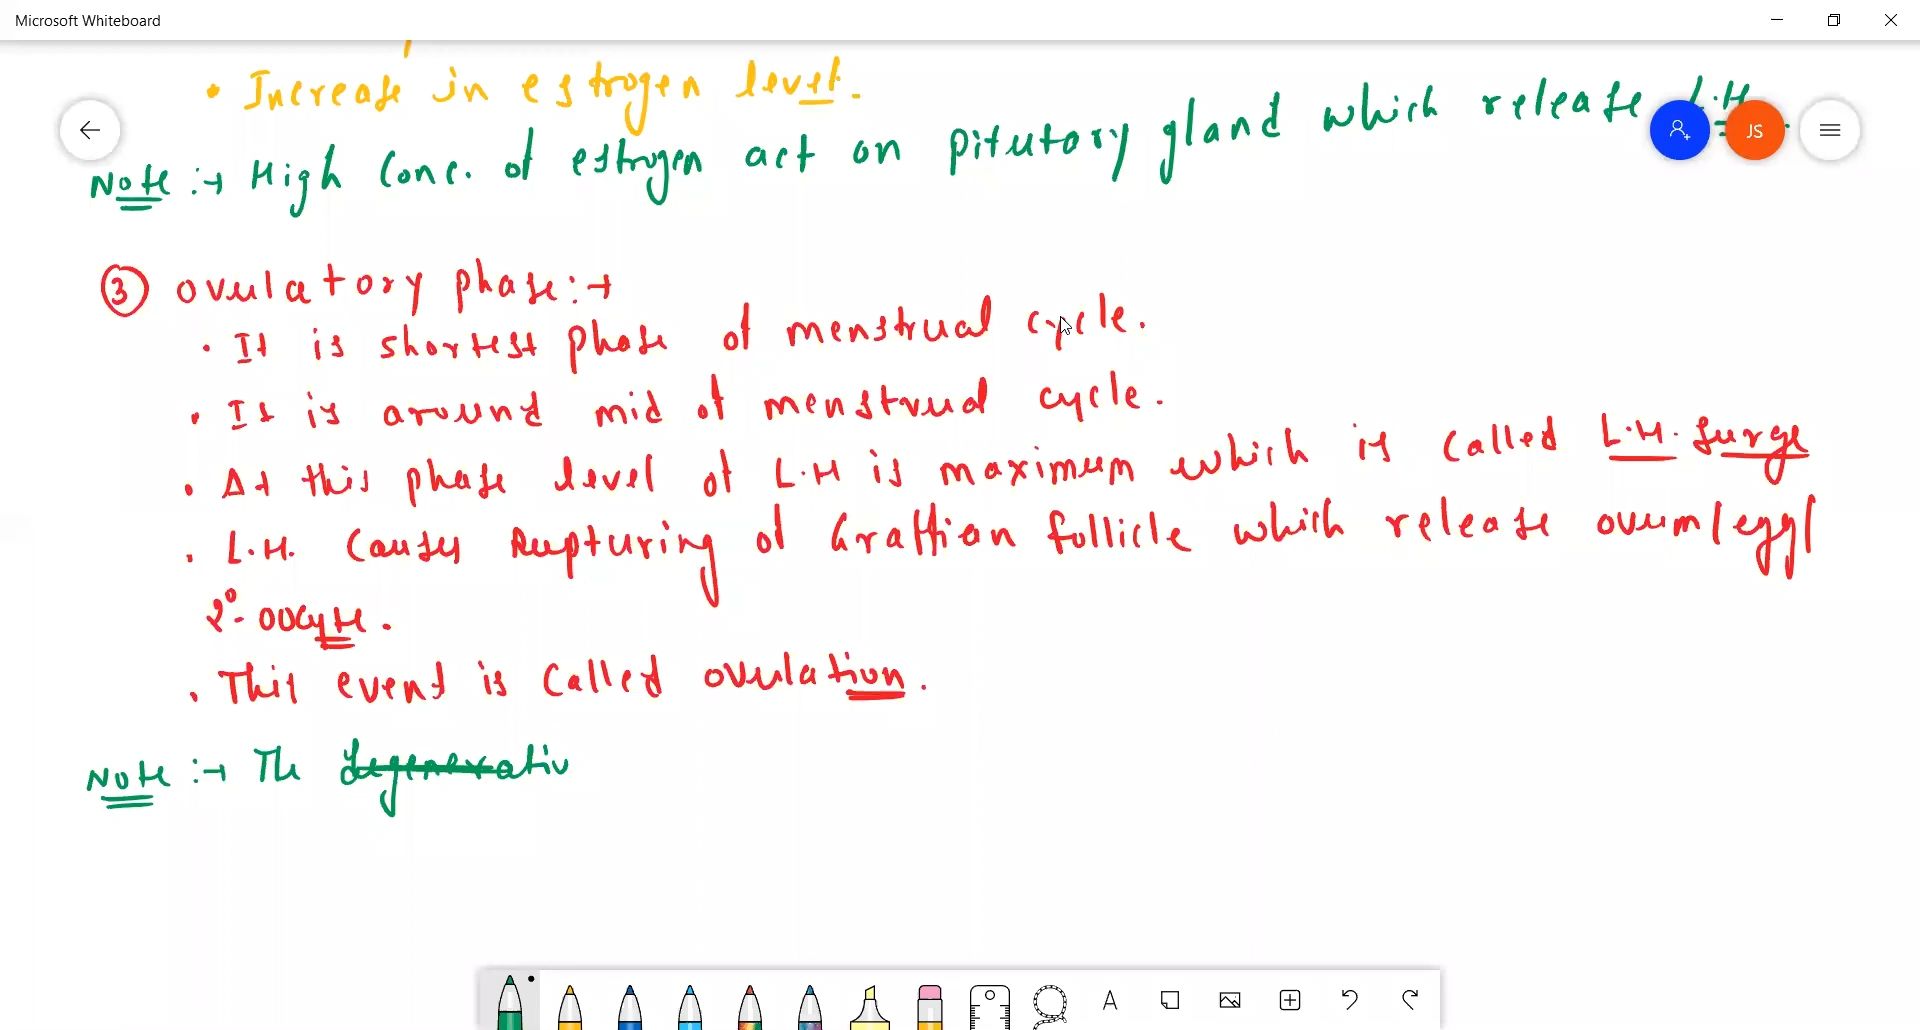 Microsoft Whiteboard
• Increase in estrogen level.
Note :→ High Conc. of estrogen act on pitutory gland which release L.H.
JS
③ ovulatory phase :→
• It is shortest phase of menstrual cycle.
• It is around mid of menstrual cycle.
• At this phase level of L.H is maximum which is called L.H. surge
• L.H. causes Rupturing of Graffian follicle which release ovum/egg/
2°- oocyte.
• This event is called ovulation.
Note :→ The degenerativ
A